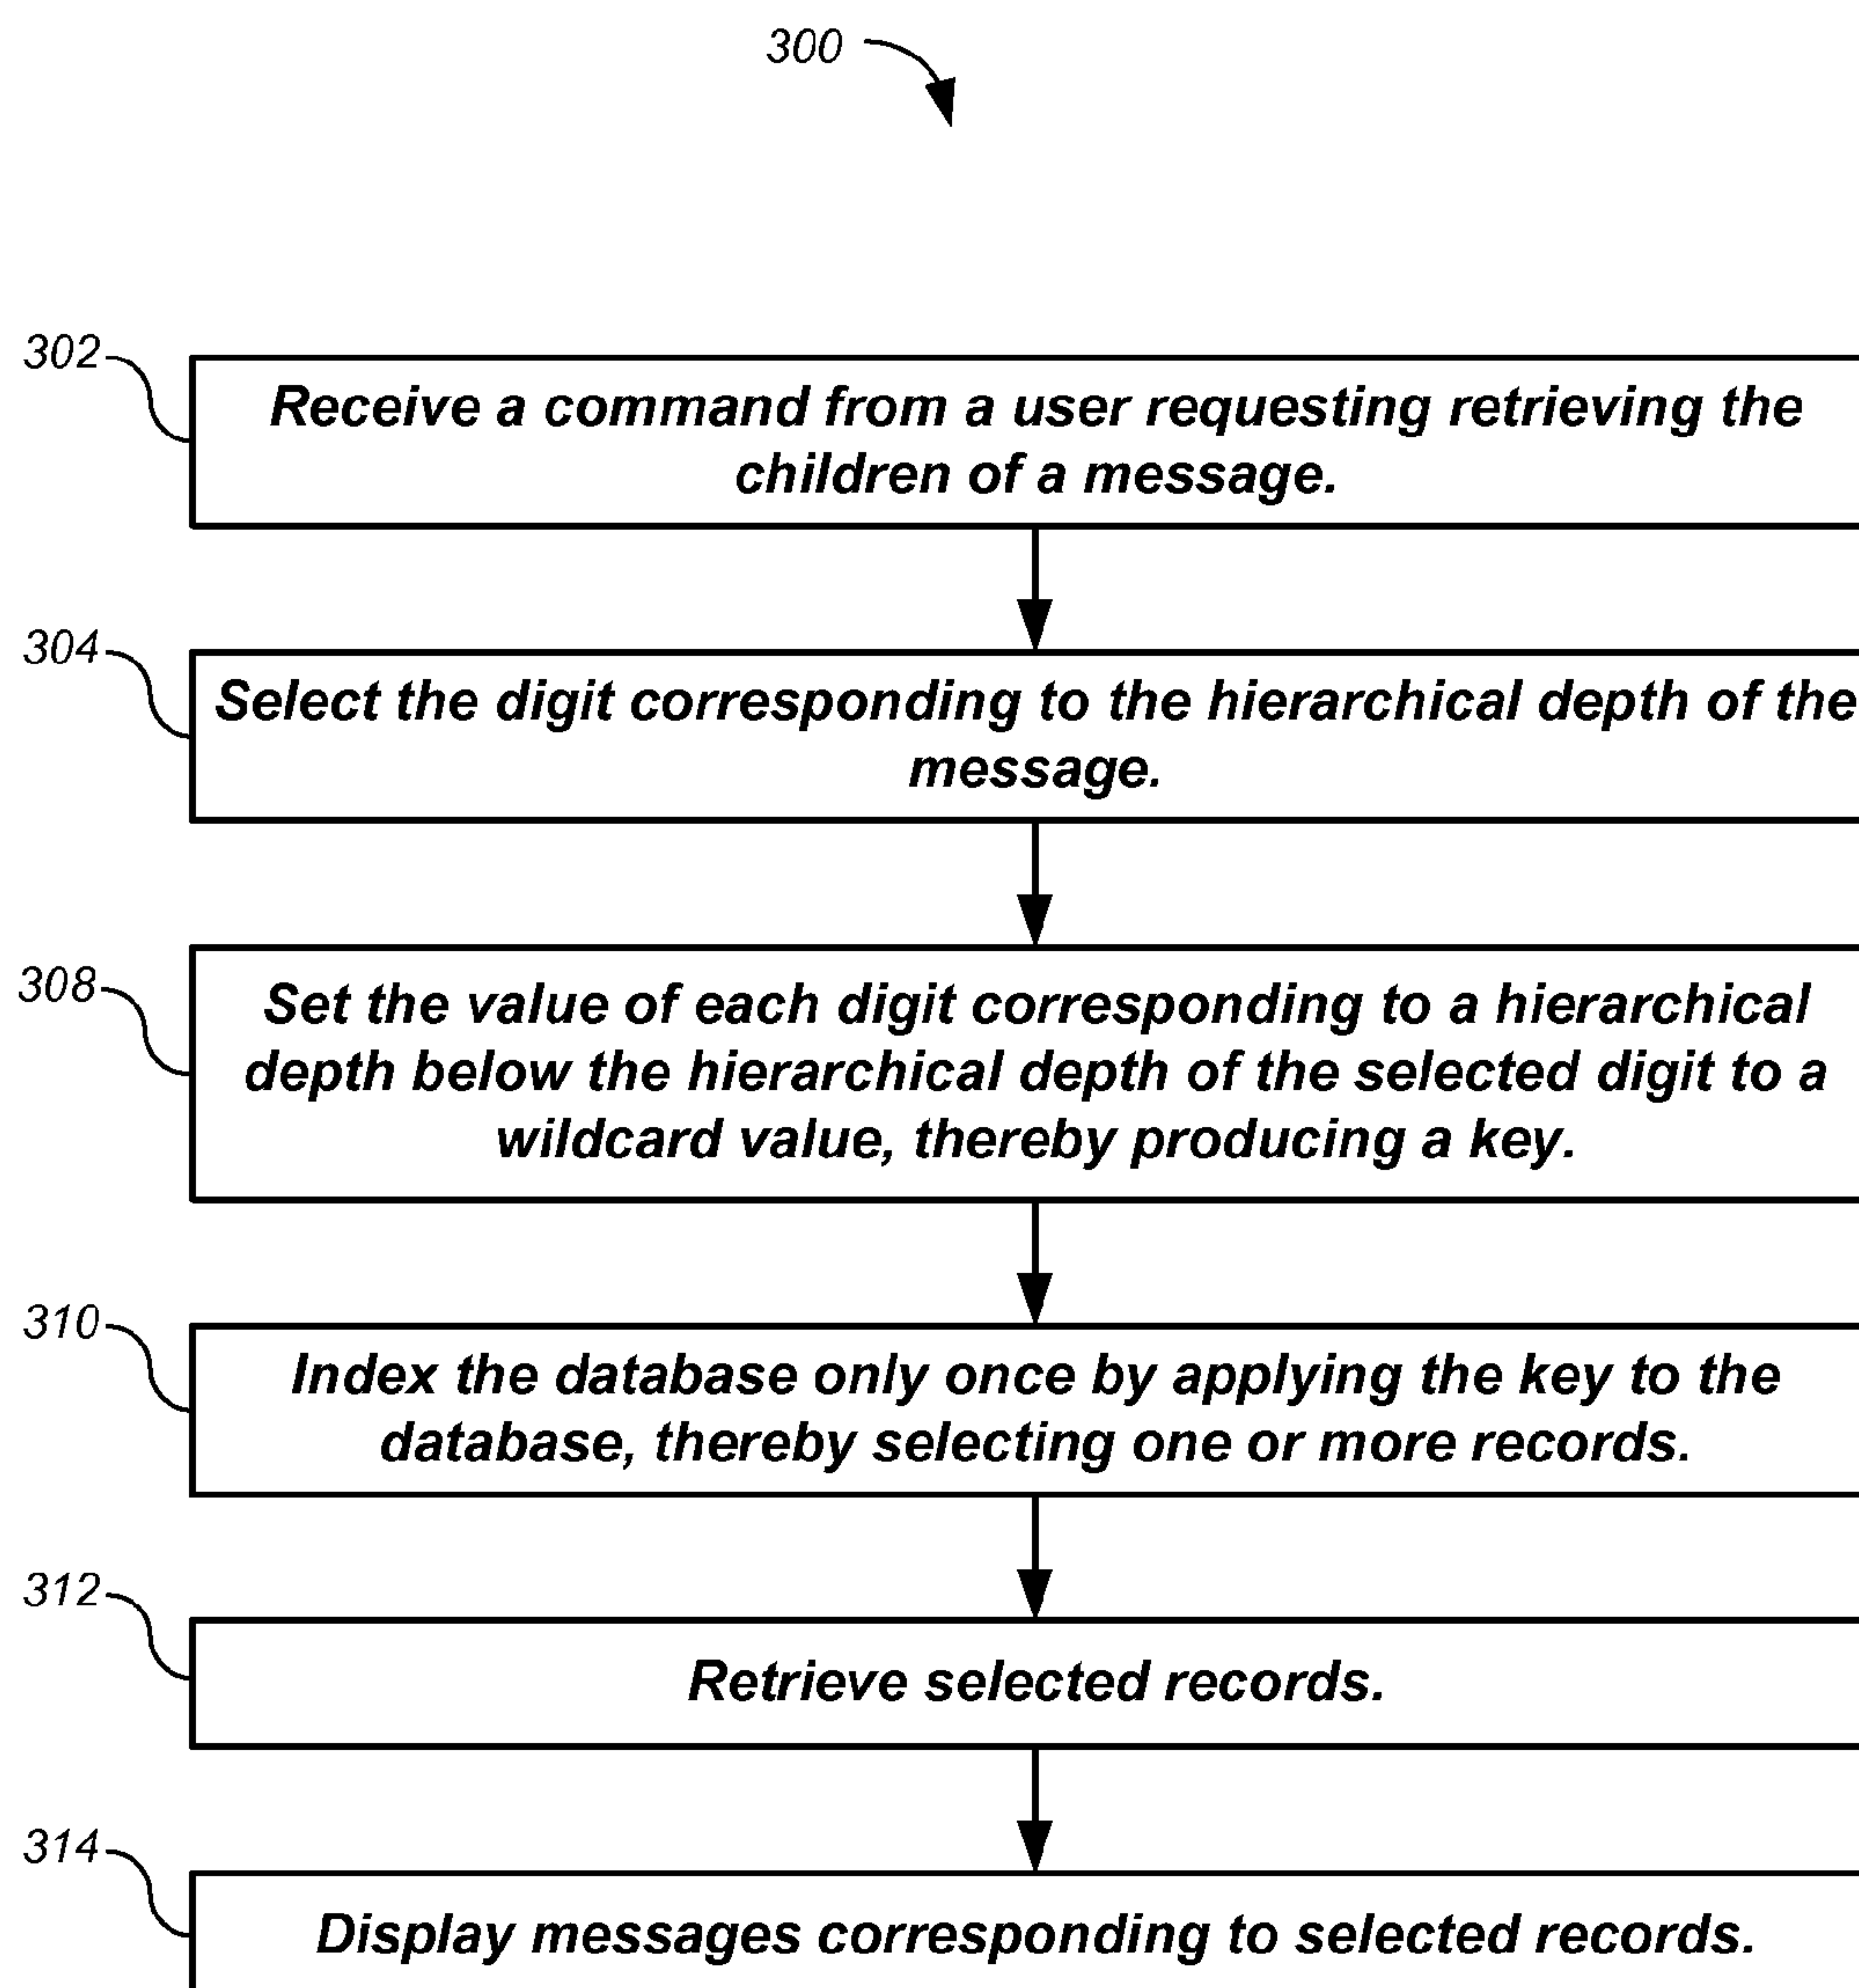 300
302
Receive a command from a user requesting retrieving the
children of a message.
304
Select the digit corresponding to the hierarchical depth of the
message.
308
Set the value of each digit corresponding to a hierarchical
depth below the hierarchical depth of the selected digit to a
wildcard value, thereby producing a key.
310
Index the database only once by applying the key to the
database, thereby selecting one or more records.
312
Retrieve selected records.
314
Display messages corresponding to selected records.